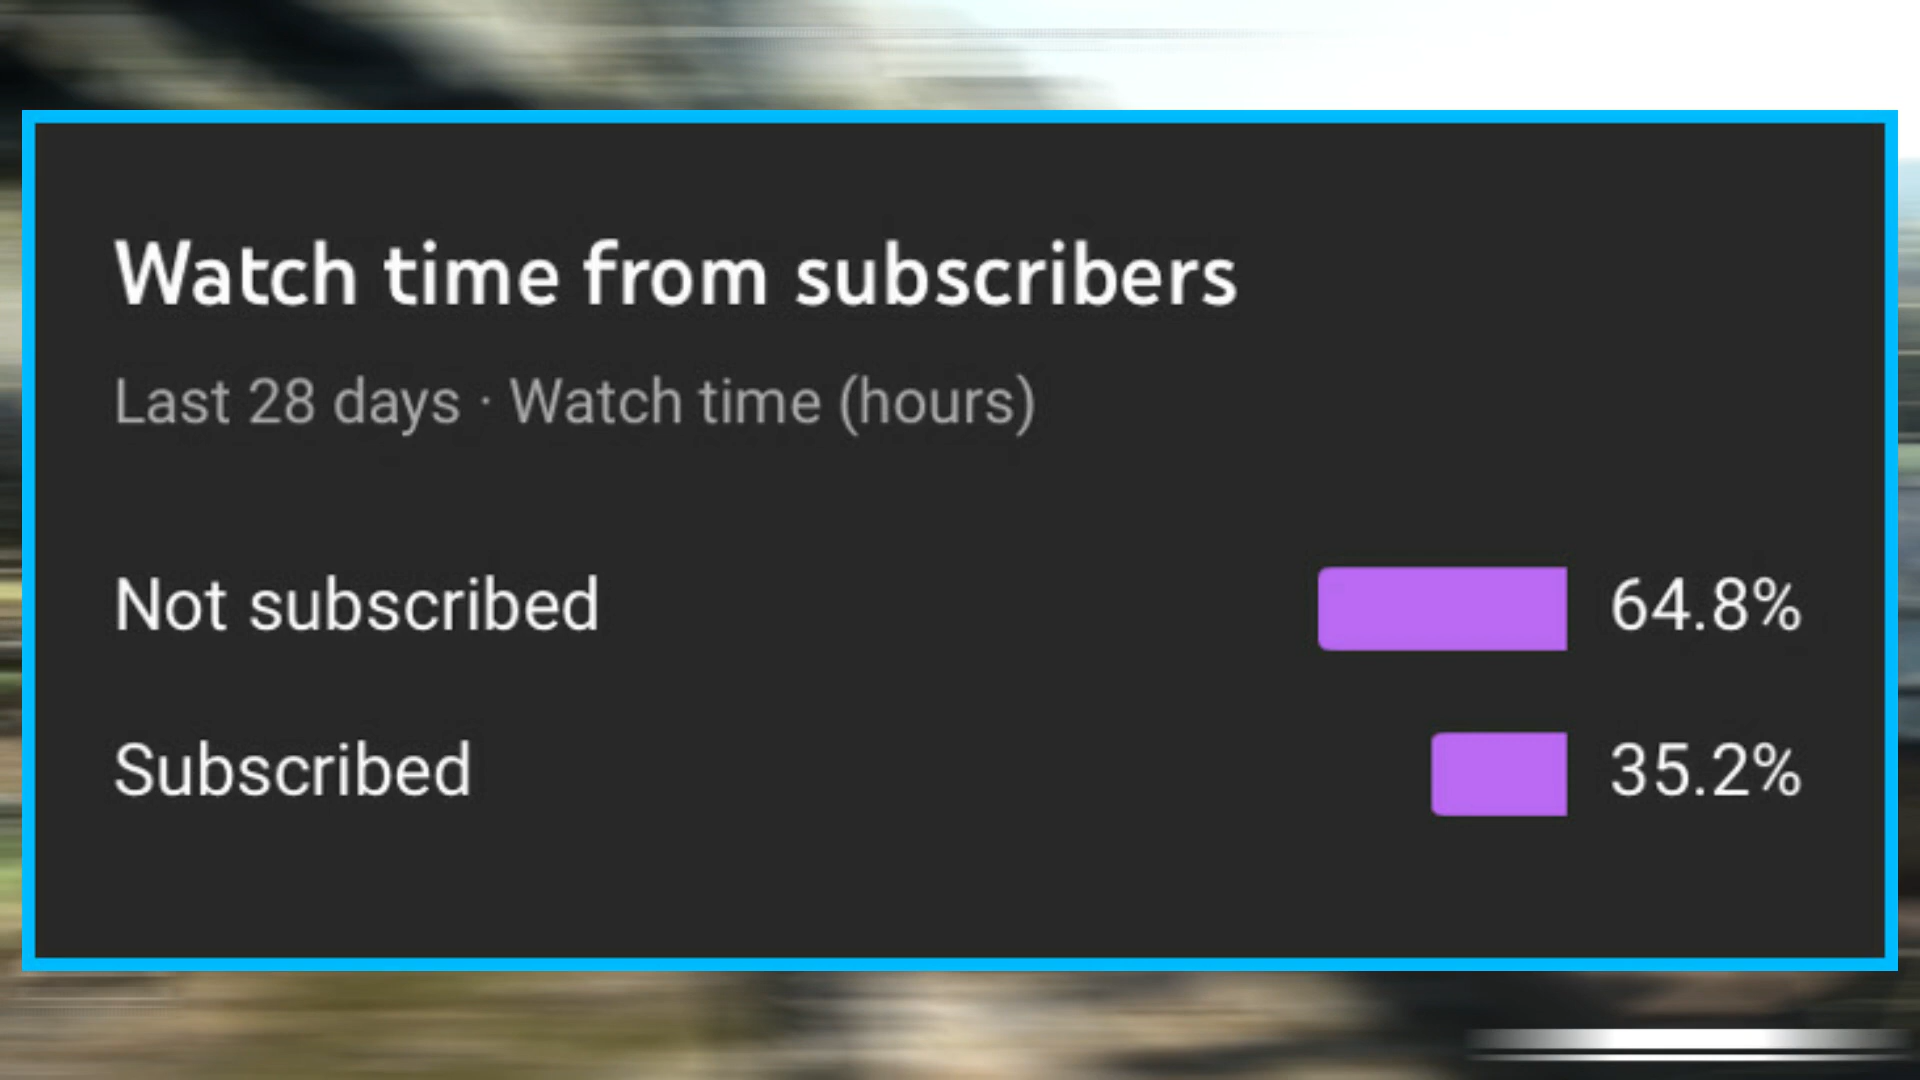 Watch time from subscribers
Last 28 days · Watch time (hours)
Not subscribed 64.8%
Subscribed 35.2%